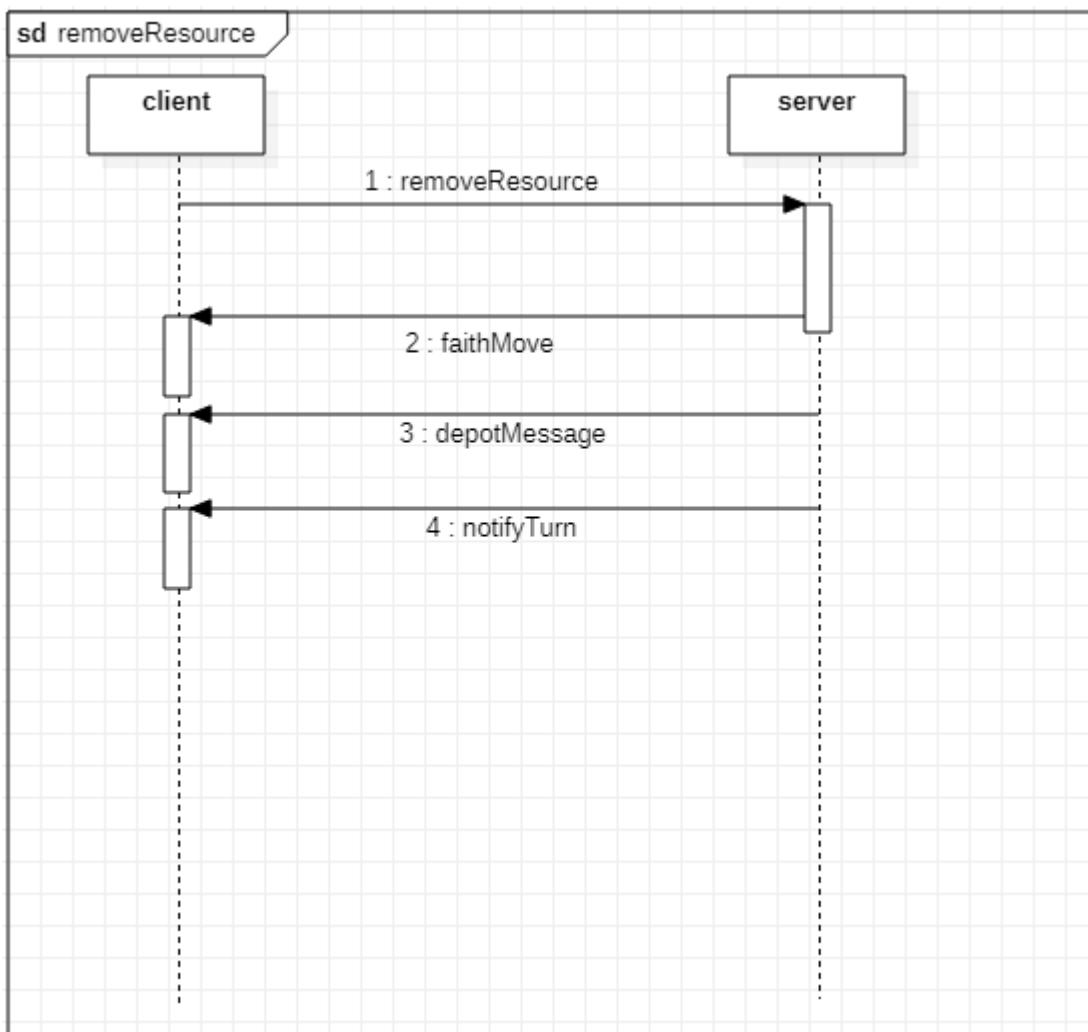 sd removeResource
client
server
1 : removeResource
2 : faithMove
3 : depotMessage
4 : notifyTurn